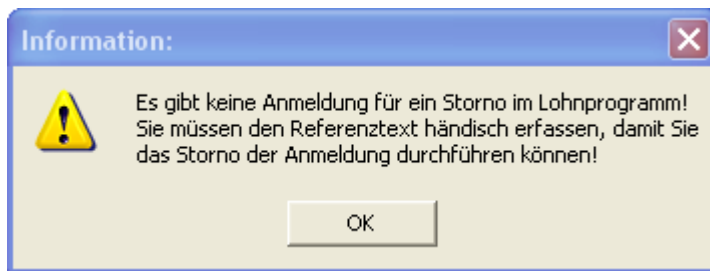 Information:
Es gibt keine Anmeldung für ein Storno im Lohnprogramm!
Sie müssen den Referenztext händisch erfassen, damit Sie
das Storno der Anmeldung durchführen können!
OK